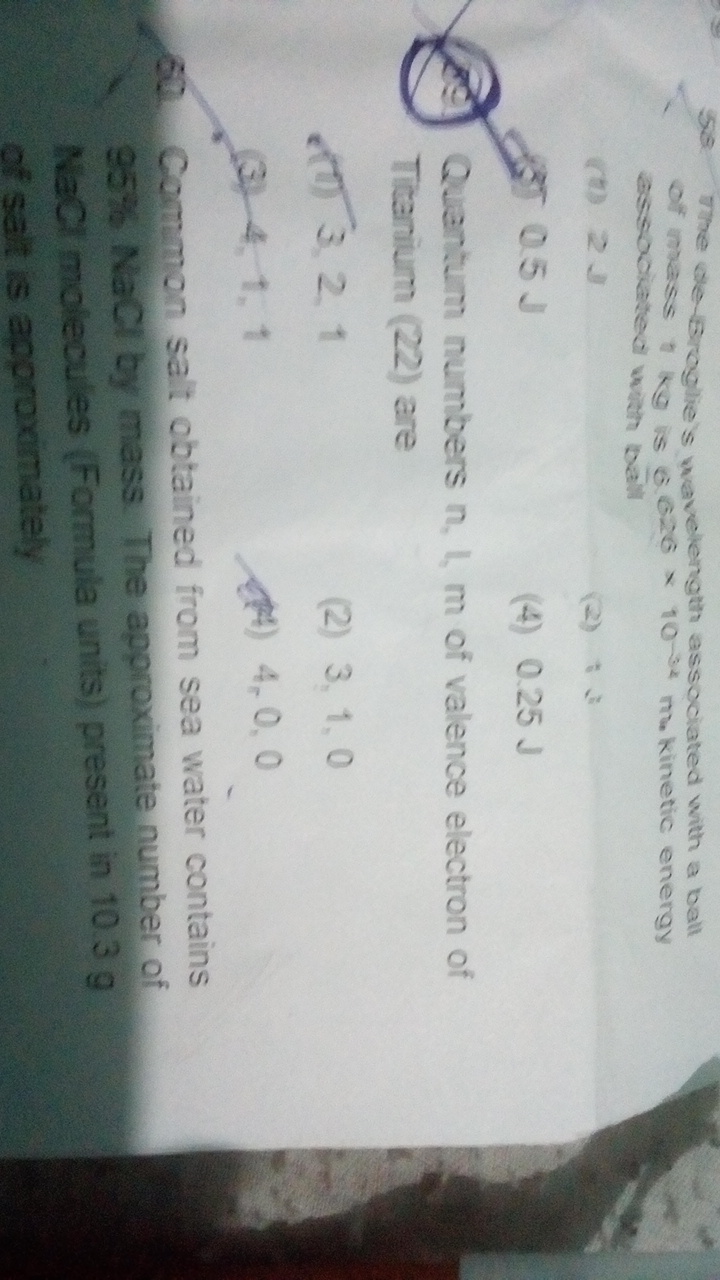 58. The de-Broglie's wavelength associated with a ball
of mass 1 kg is 6.626 × 10⁻³⁴ m. Kinetic energy
associated with ball
(1) 2 J (2) 1 J
(3) 0.5 J (4) 0.25 J
59. Quantum numbers n, l, m of valence electron of
Titanium (22) are
(1) 3, 2, 1 (2) 3, 1, 0
(3) 4, 1, 1 (4) 4, 0, 0
60. Common salt obtained from sea water contains
95% NaCl by mass. The approximate number of
NaCl molecules (Formula units) present in 10.3 g
of salt is approximately